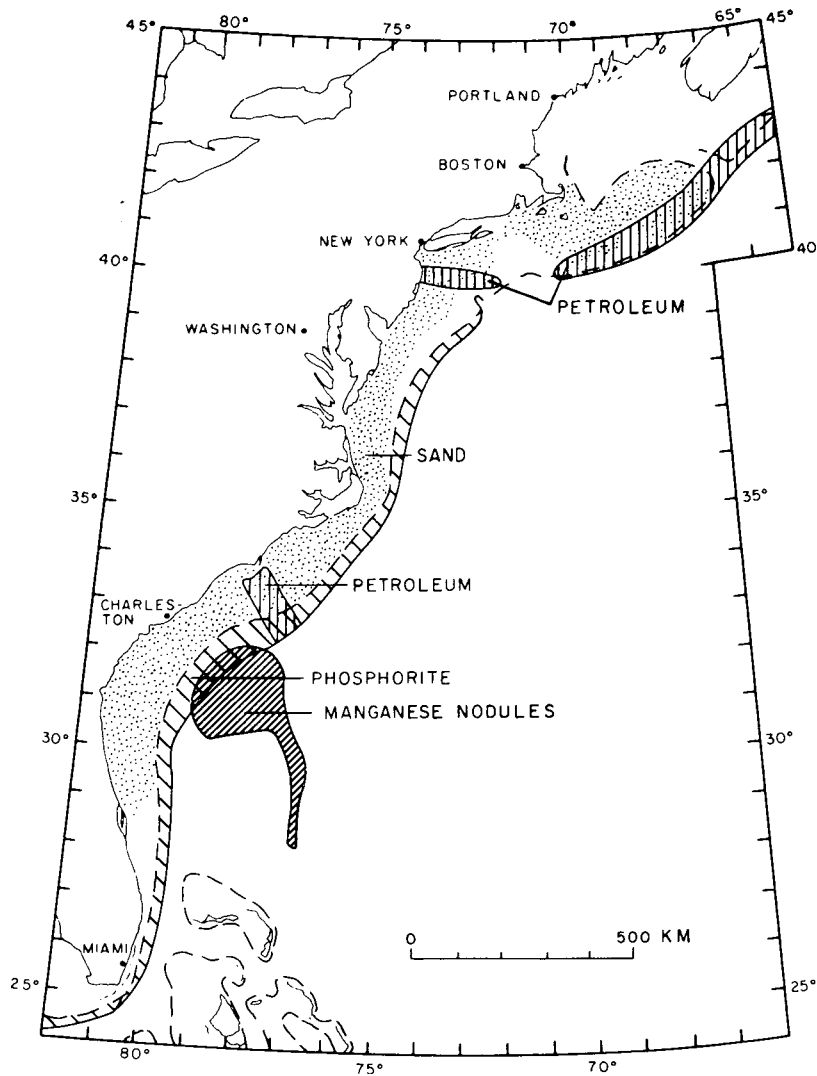 45° 80° 75° 70° 65° 45°
PORTLAND
BOSTON
NEW YORK
40° 40
PETROLEUM
WASHINGTON
SAND
35° 35°
PETROLEUM
CHARLES-
TON
PHOSPHORITE
MANGANESE NODULES
30° 30°
0 500 KM
MIAMI
25° 25°
80° 75° 70°